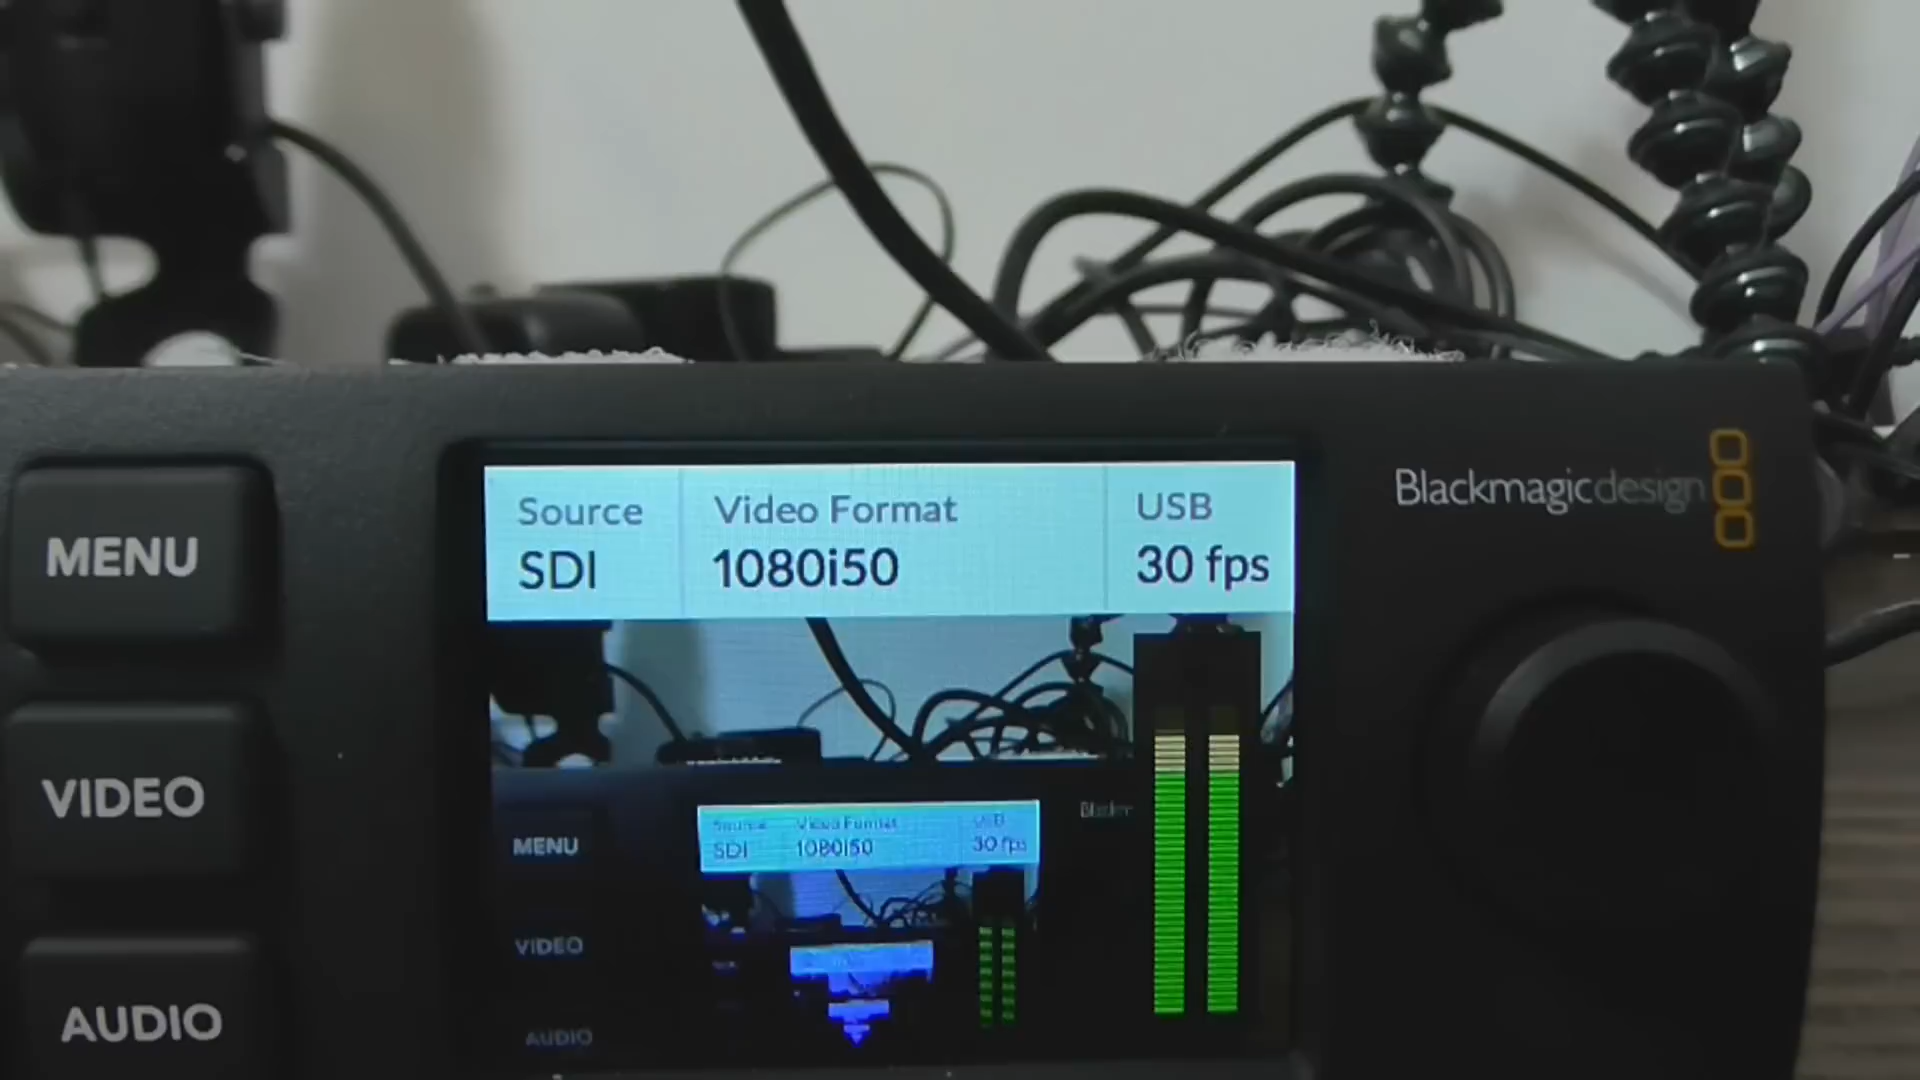 Source Video Format USB
SDI 1080i50 30 fps
Blackmagicdesign
MENU
VIDEO
AUDIO
MENU
VIDEO
AUDIO
Source Video Format USB
SDI 1080i50 30 fps